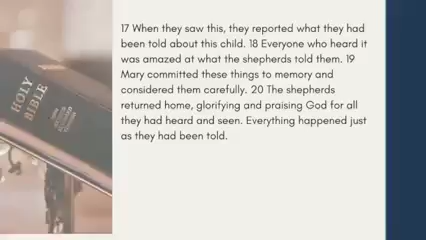 17 When they saw this, they reported what they had
been told about this child. 18 Everyone who heard it
was amazed at what the shepherds told them. 19
Mary committed these things to memory and
considered them carefully. 20 The shepherds
returned home, glorifying and praising God for all
they had heard and seen. Everything happened just
as they had been told.
HOLY
BIBLE